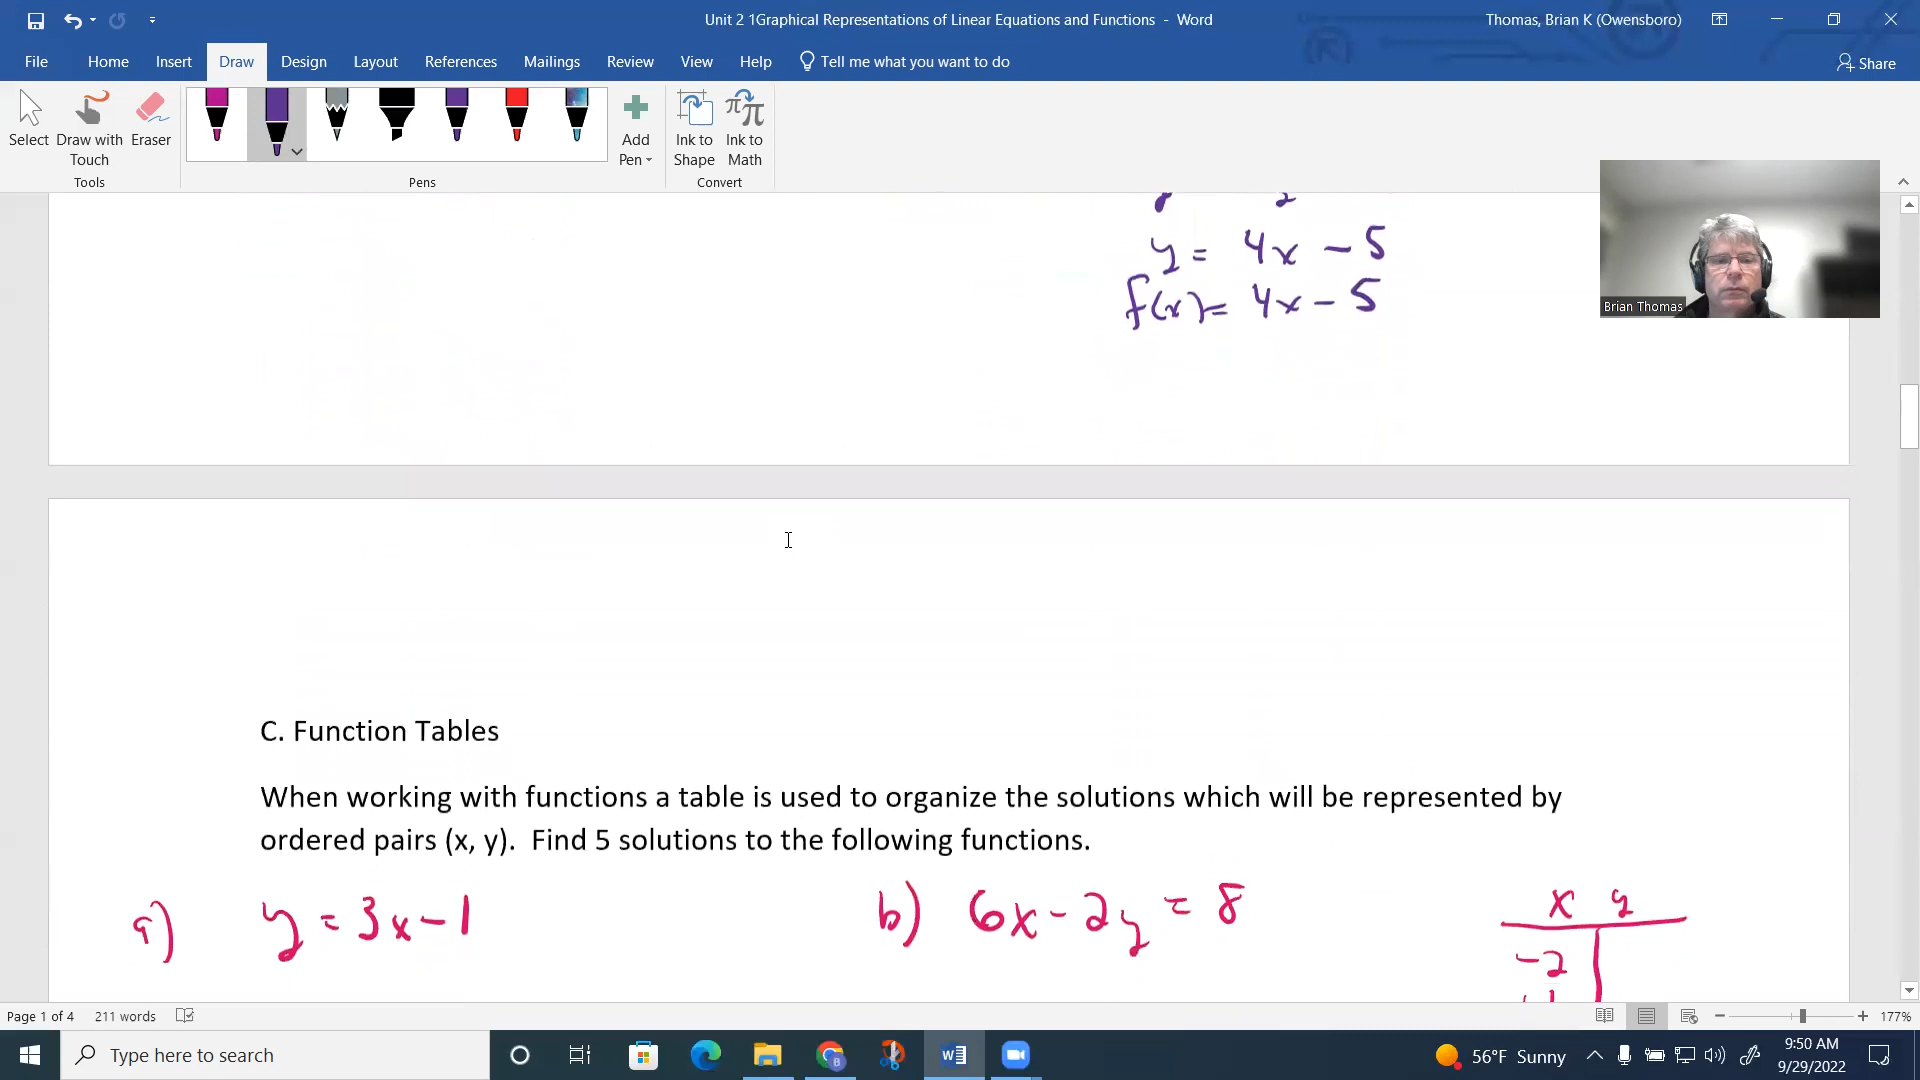 Unit 2 1Graphical Representations of Linear Equations and Functions - Word
Thomas, Brian K (Owensboro)
File Home Insert Draw Design Layout References Mailings Review View Help Tell me what you want to do Share
Select Draw with Touch Eraser Add Pen Ink to Shape Ink to Math
Tools Pens Convert
y = 4x - 5
f(x) = 4x - 5
Brian Thomas
C. Function Tables
When working with functions a table is used to organize the solutions which will be represented by
ordered pairs (x, y). Find 5 solutions to the following functions.
a) y = 3x - 1
b) 6x - 2y = 8
x y
-2
Page 1 of 4 211 words 177%
Type here to search
56°F Sunny
9:50 AM
9/29/2022